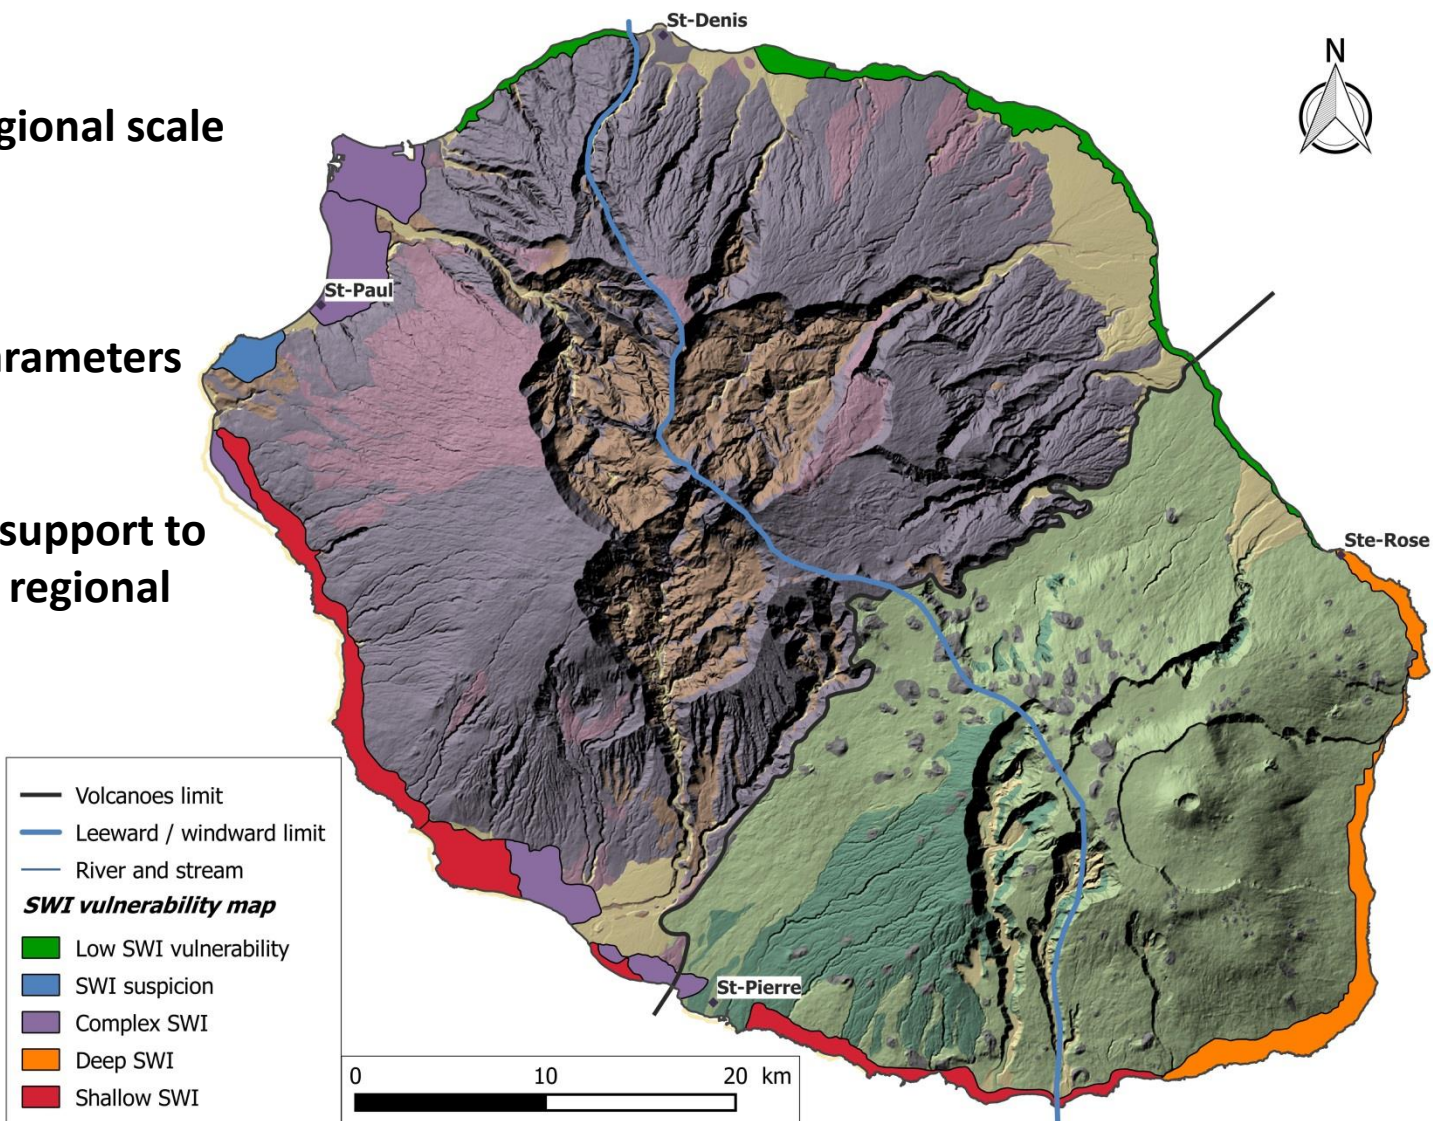 egional scale
arameters
support to
regional
St-Denis
N
St-Paul
Ste-Rose
St-Pierre
Volcanoes limit
Leeward / windward limit
River and stream
SWI vulnerability map
Low SWI vulnerability
SWI suspicion
Complex SWI
Deep SWI
Shallow SWI
0 10 20 km